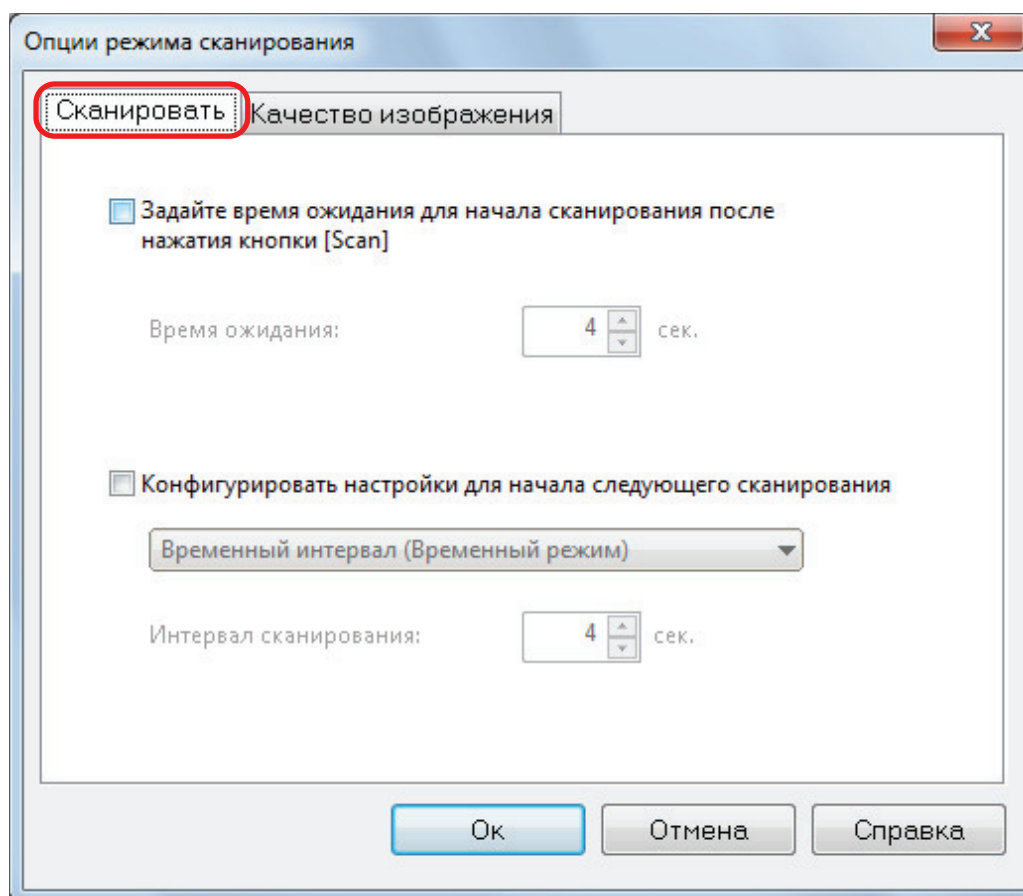 Опции режима сканирования
Сканировать
Качество изображения
Задайте время ожидания для начала сканирования после
нажатия кнопки [Scan]
Время ожидания: 4 сек.
Конфигурировать настройки для начала следующего сканирования
Временный интервал (Временный режим)
Интервал сканирования: 4 сек.
Ок Отмена Справка